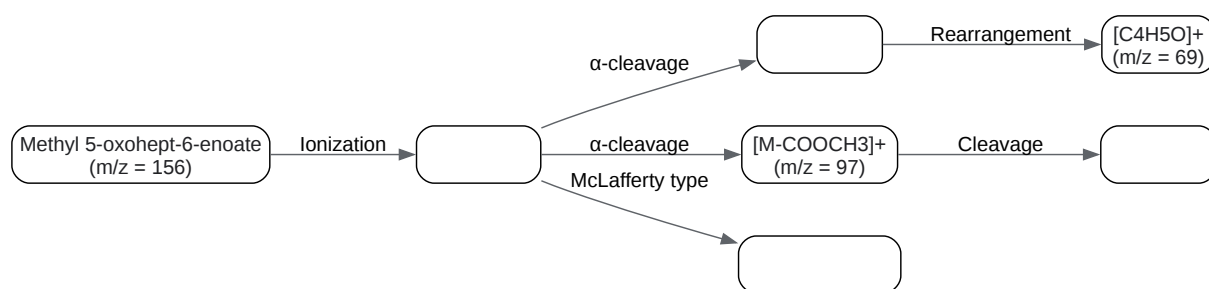 Rearrangement
[C4H5O]+
(m/z = 69)
α-cleavage
Methyl 5-oxohept-6-enoate
(m/z = 156)
Ionization
α-cleavage
[M-COOCH3]+
(m/z = 97)
Cleavage
McLafferty type